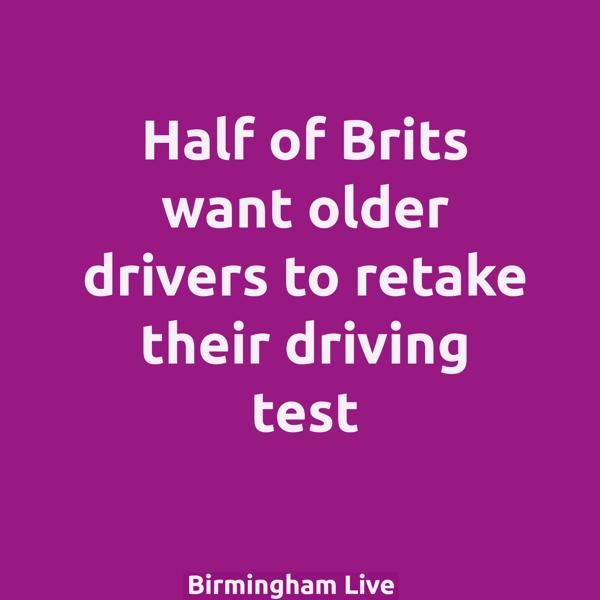 Half of Brits
want older
drivers to retake
their driving
test
Birmingham Live